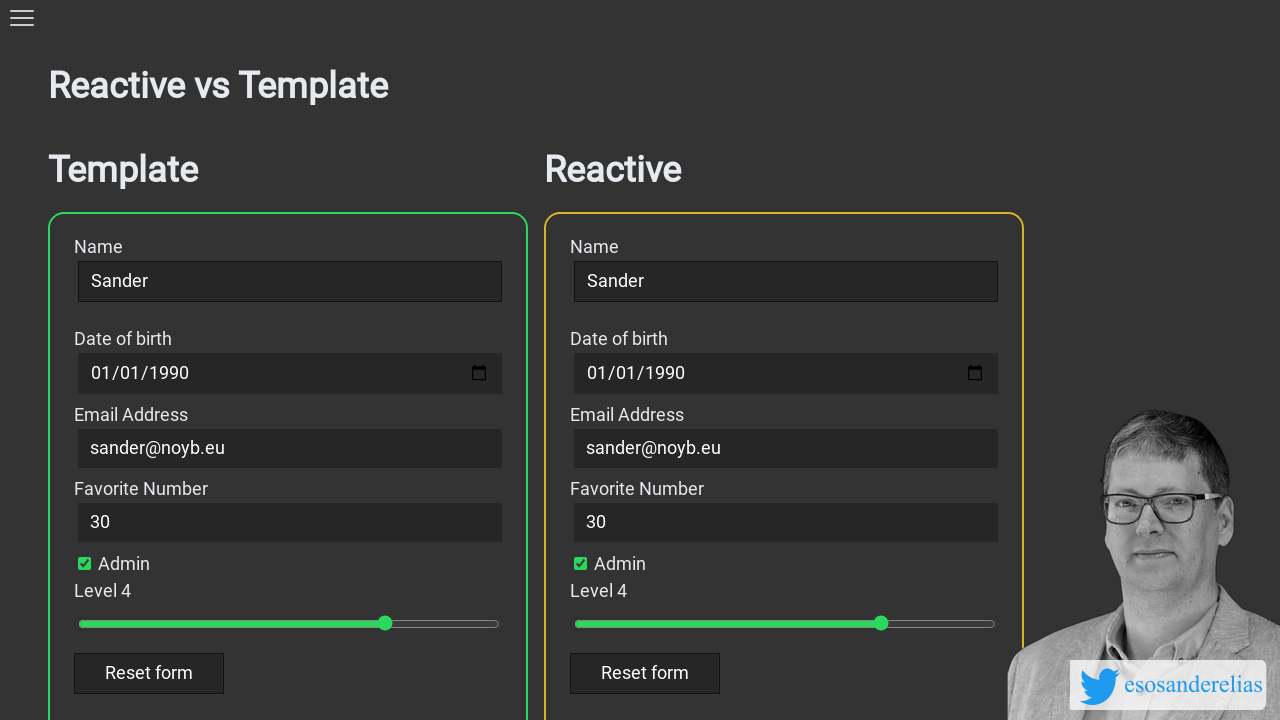 Reactive vs Template
Template
Name
Sander
Date of birth
01/01/1990
Email Address
sander@noyb.eu
Favorite Number
30
Admin
Level 4
Reset form
Reactive
Name
Sander
Date of birth
01/01/1990
Email Address
sander@noyb.eu
Favorite Number
30
Admin
Level 4
Reset form
esosanderelias